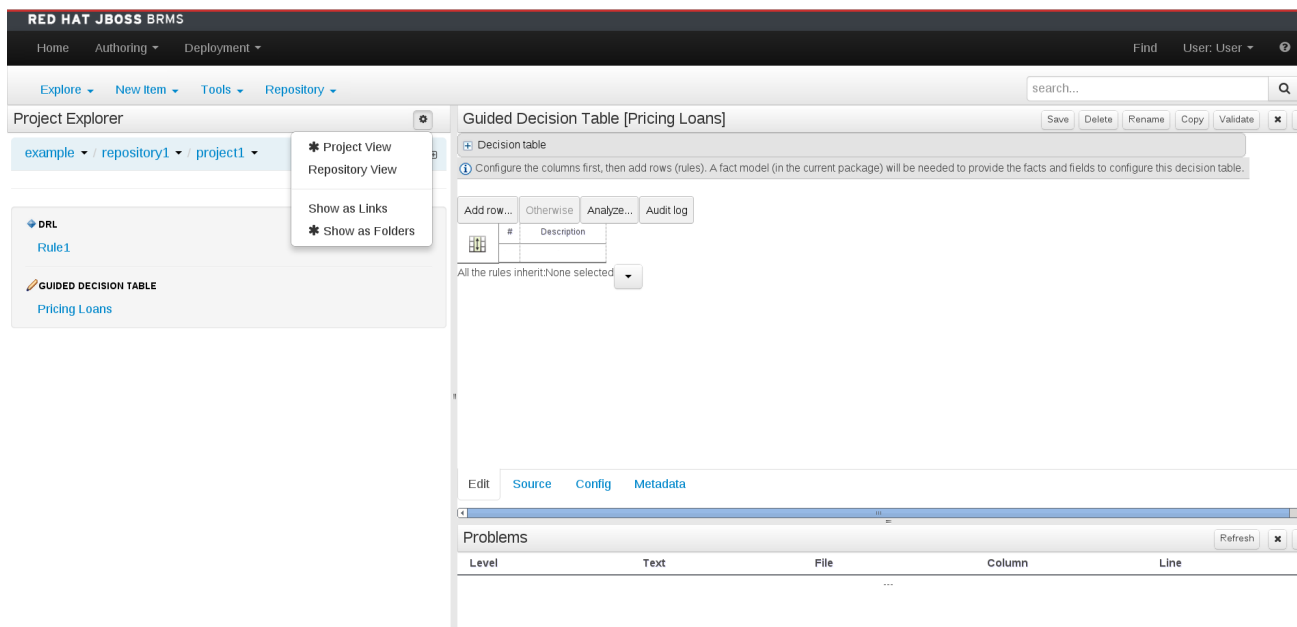 RED HAT JBOSS BRMS
Home Authoring Deployment Find User: User
Explore New Item Tools Repository search...
Project Explorer
example / repository1 / project1
Project View
Repository View
Show as Links
Show as Folders
DRL
Rule1
GUIDED DECISION TABLE
Pricing Loans
Guided Decision Table [Pricing Loans] Save Delete Rename Copy Validate
Decision table
Configure the columns first, then add rows (rules). A fact model (in the current package) will be needed to provide the facts and fields to configure this decision table.
Add row... Otherwise Analyze... Audit log
# Description
All the rules inherit:None selected
Edit Source Config Metadata
Problems Refresh
Level Text File Column Line
---